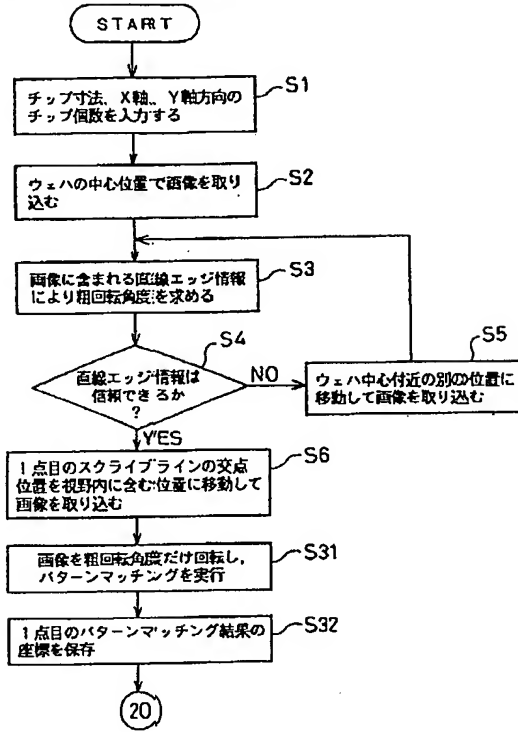 START
チップ寸法、X軸、Y軸方向の
チップ個数を入力する
S1
ウェハの中心位置で画像を取り
込む
S2
画像に含まれる直線エッジ情報
により粗回転角度を求める
S3
直線エッジ情報は
信頼できるか
?
S4
NO
ウェハ中心付近の別の位置に
移動して画像を取り込む
S5
YES
1点目のスクライブラインの交点
位置を視野内に含む位置に移動して
画像を取り込む
S6
画像を粗回転角度だけ回転し,
パターンマッチングを実行
S31
1点目のパターンマッチング結果の
座標を保存
S32
20